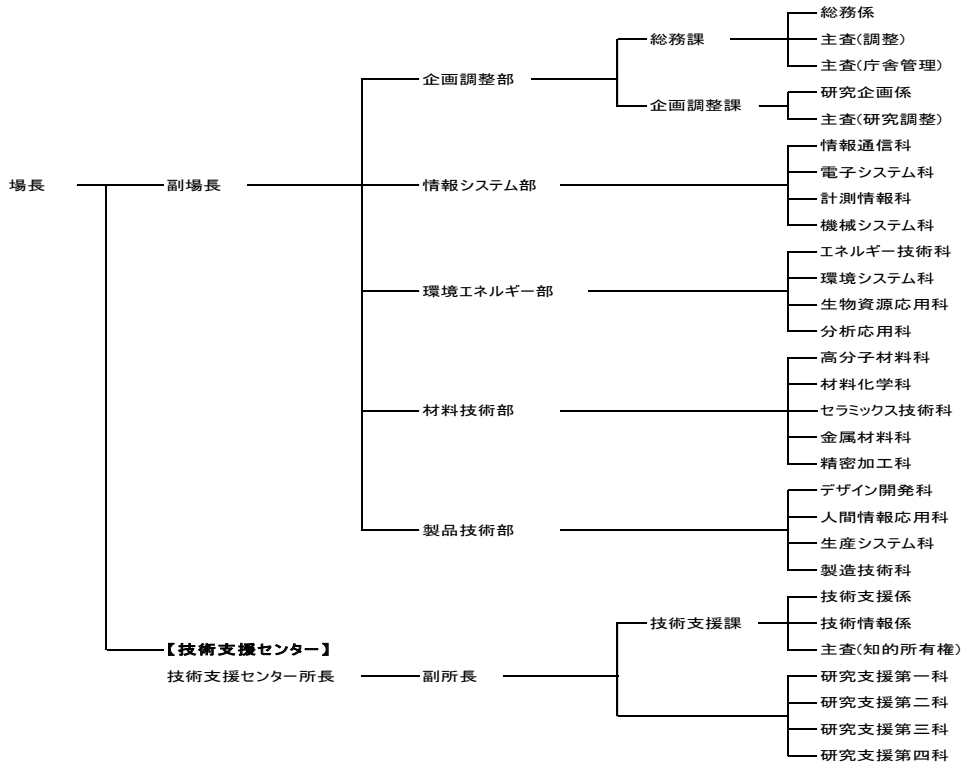 総務係
総務課
主査(調整)
主査(庁舎管理)
企画調整部
研究企画係
企画調整課
主査(研究調整)
情報通信科
電子システム科
場長
副場長
情報システム部
計測情報科
機械システム科
エネルギー技術科
環境システム科
環境エネルギー部
生物資源応用科
分析応用科
高分子材料科
材料化学科
材料技術部
セラミックス技術科
金属材料科
精密加工科
デザイン開発科
人間情報応用科
製品技術部
生産システム科
製造技術科
技術支援係
技術支援課
技術情報係
【技術支援センター】
主査(知的所有権)
技術支援センター所長
副所長
研究支援第一科
研究支援第二科
研究支援第三科
研究支援第四科